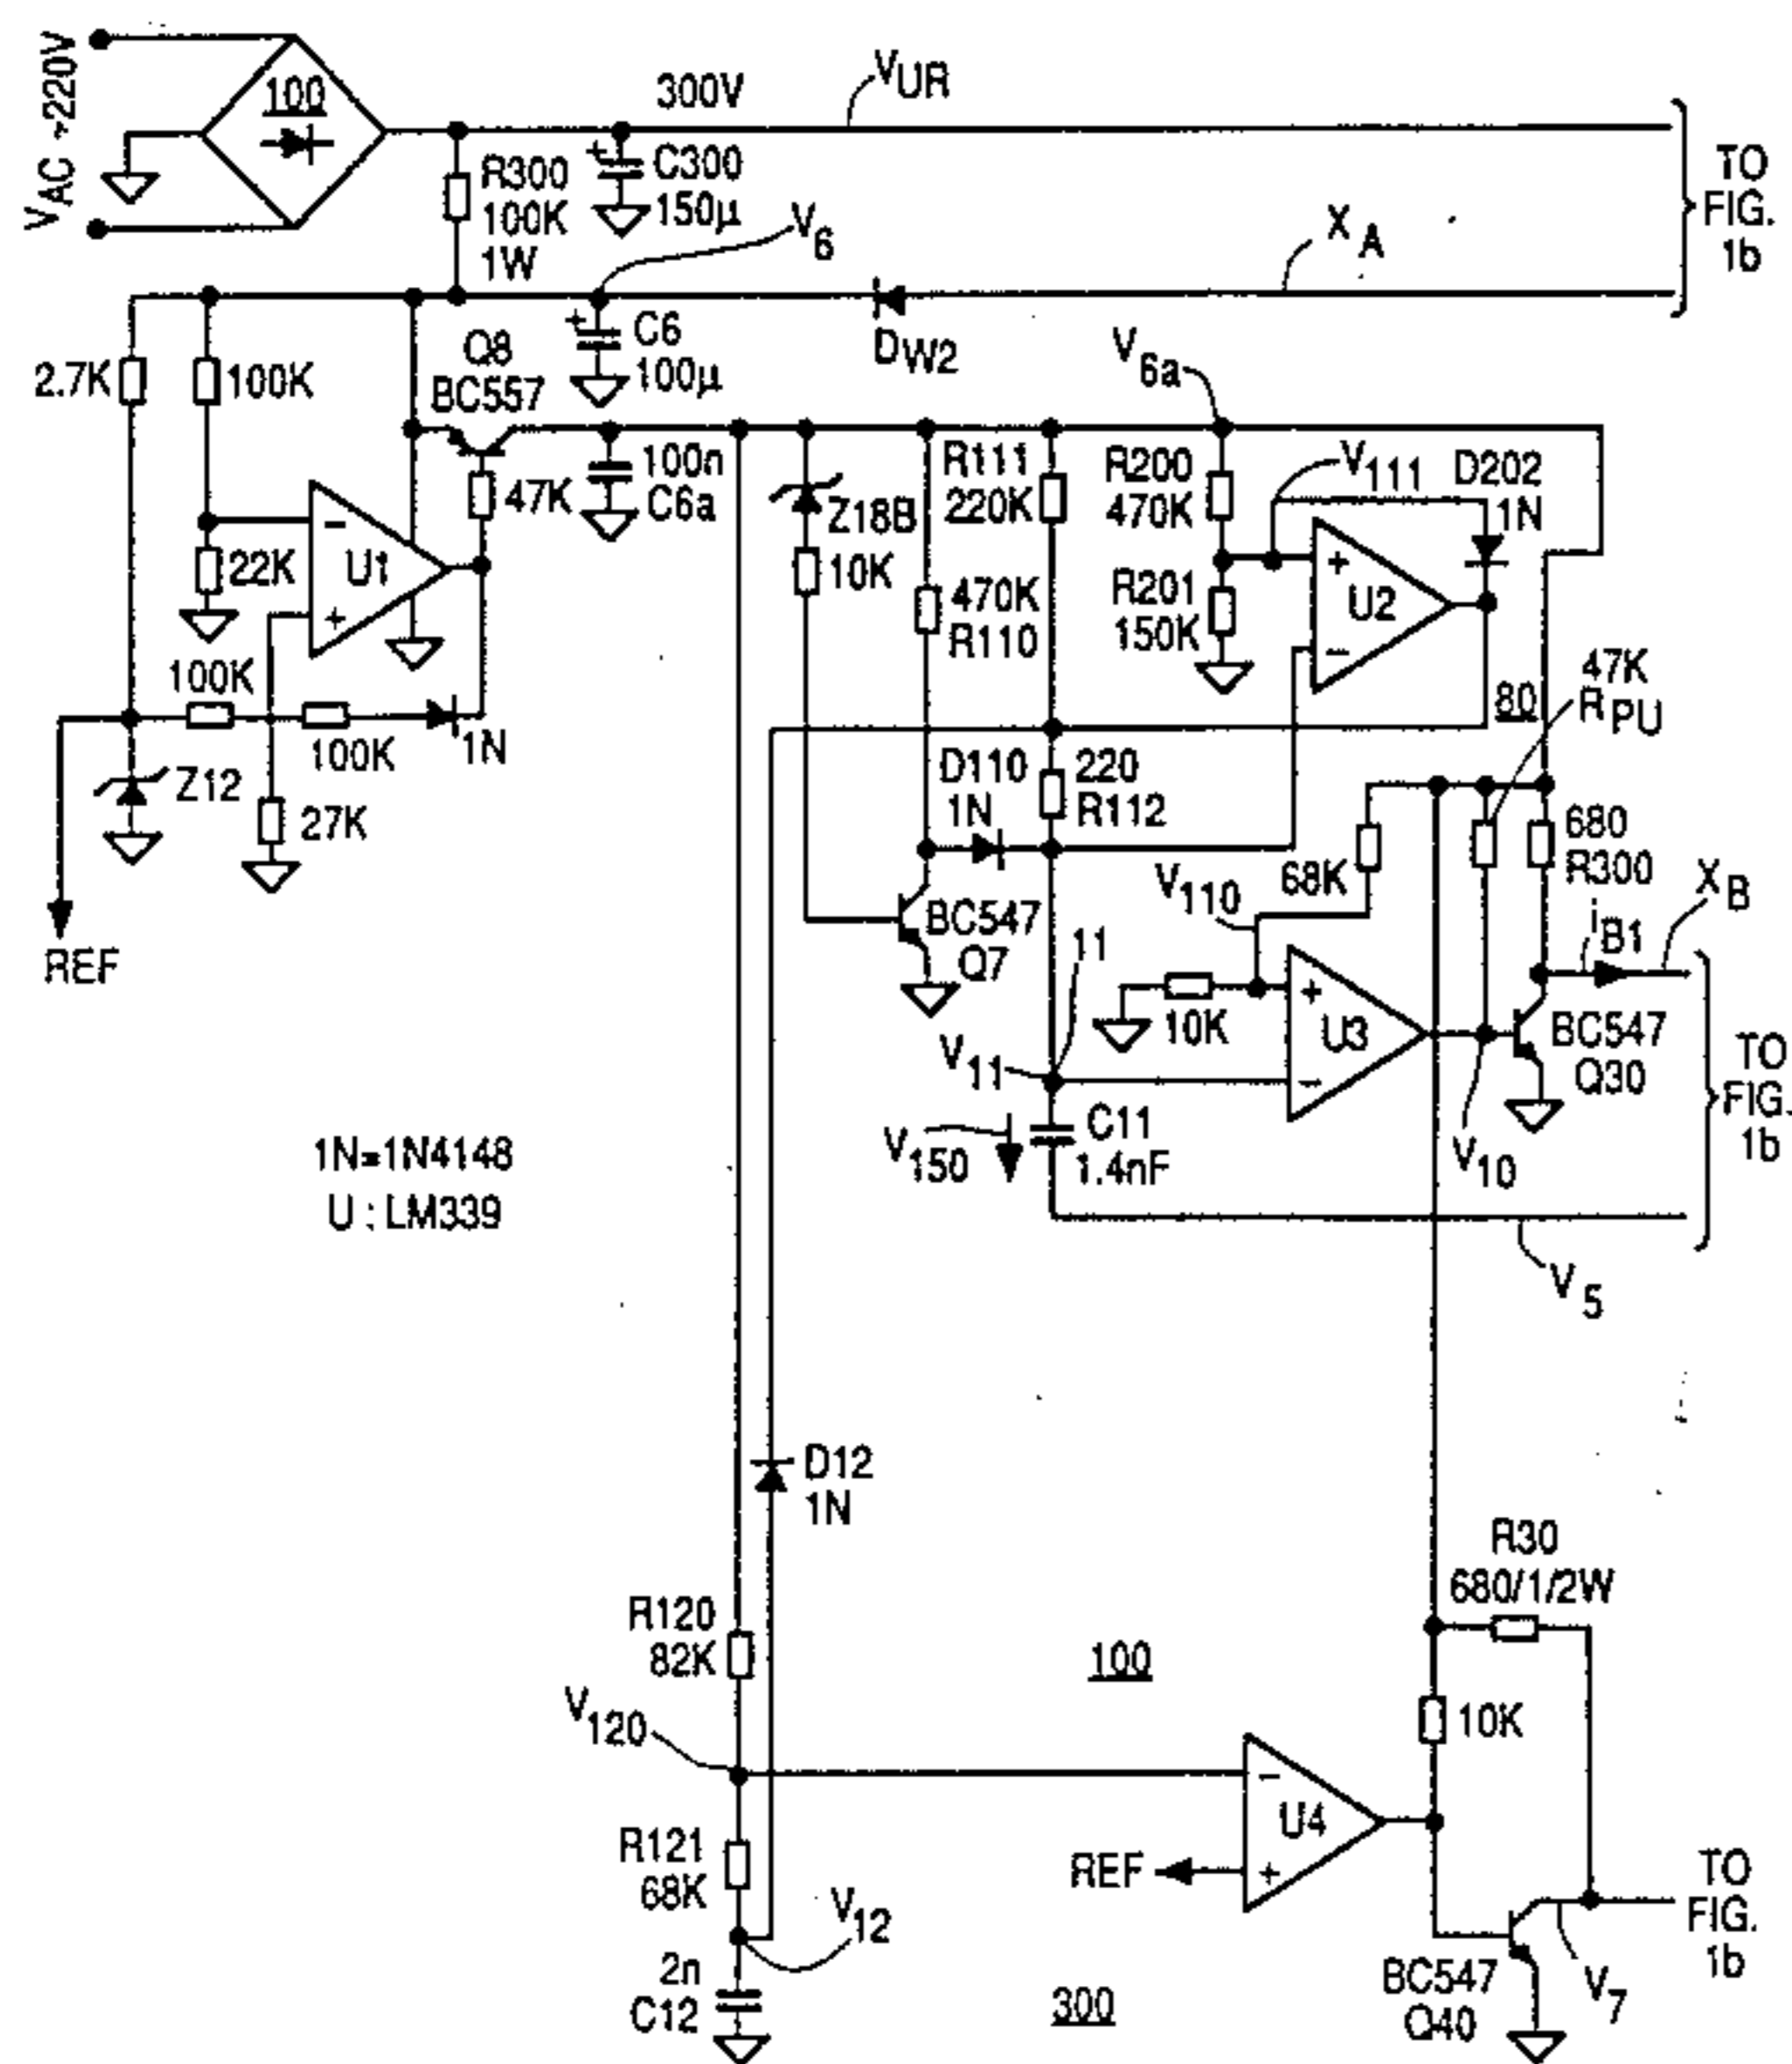 VAC ~220V
100
300V
VUR
R300
100K
1W
C300
150µ
V6
XA
TO
FIG.
1b
2.7K
100K
Q8
BC557
C6
100µ
DW2
V6a
47K
100n
C6a
Z18B
10K
R111
220K
R200
470K
V111
D202
1N
U1
22K
470K
R110
R201
150K
U2
47K
RPU
80
100K
100K
1N
Z12
27K
REF
D110
1N
220
R112
68K
680
R300
iB1
XB
V110
BC547
Q7
11
10K
U3
BC547
Q30
V11
V10
TO
FIG.
1b
V150
C11
1.4nF
V5
1N=1N4148
U : LM339
D12
1N
R120
82K
R30
680/1/2W
100
10K
V120
U4
REF
R121
68K
V12
TO
FIG.
1b
2n
C12
300
BC547
Q40
V7